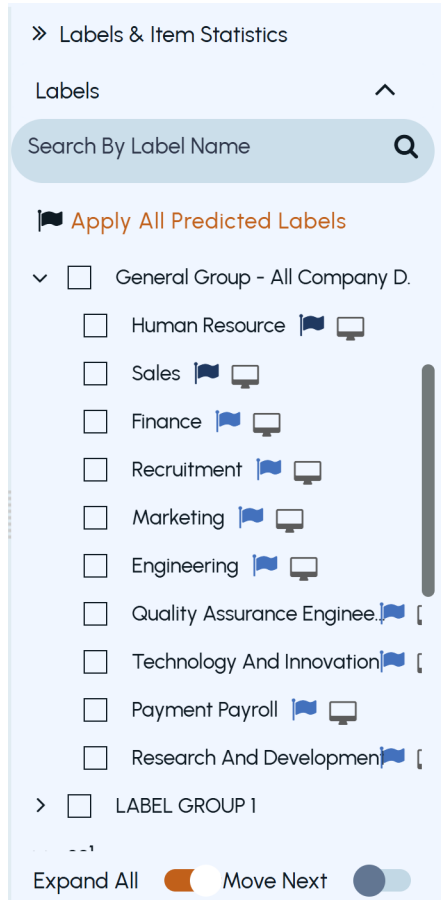 Labels & Item Statistics
Labels
Search By Label Name
Apply All Predicted Labels
General Group - All Company D.
Human Resource
Sales
Finance
Recruitment
Marketing
Engineering
Quality Assurance Enginee..
Technology And Innovation
Payment Payroll
Research And Development
LABEL GROUP 1
Expand All Move Next